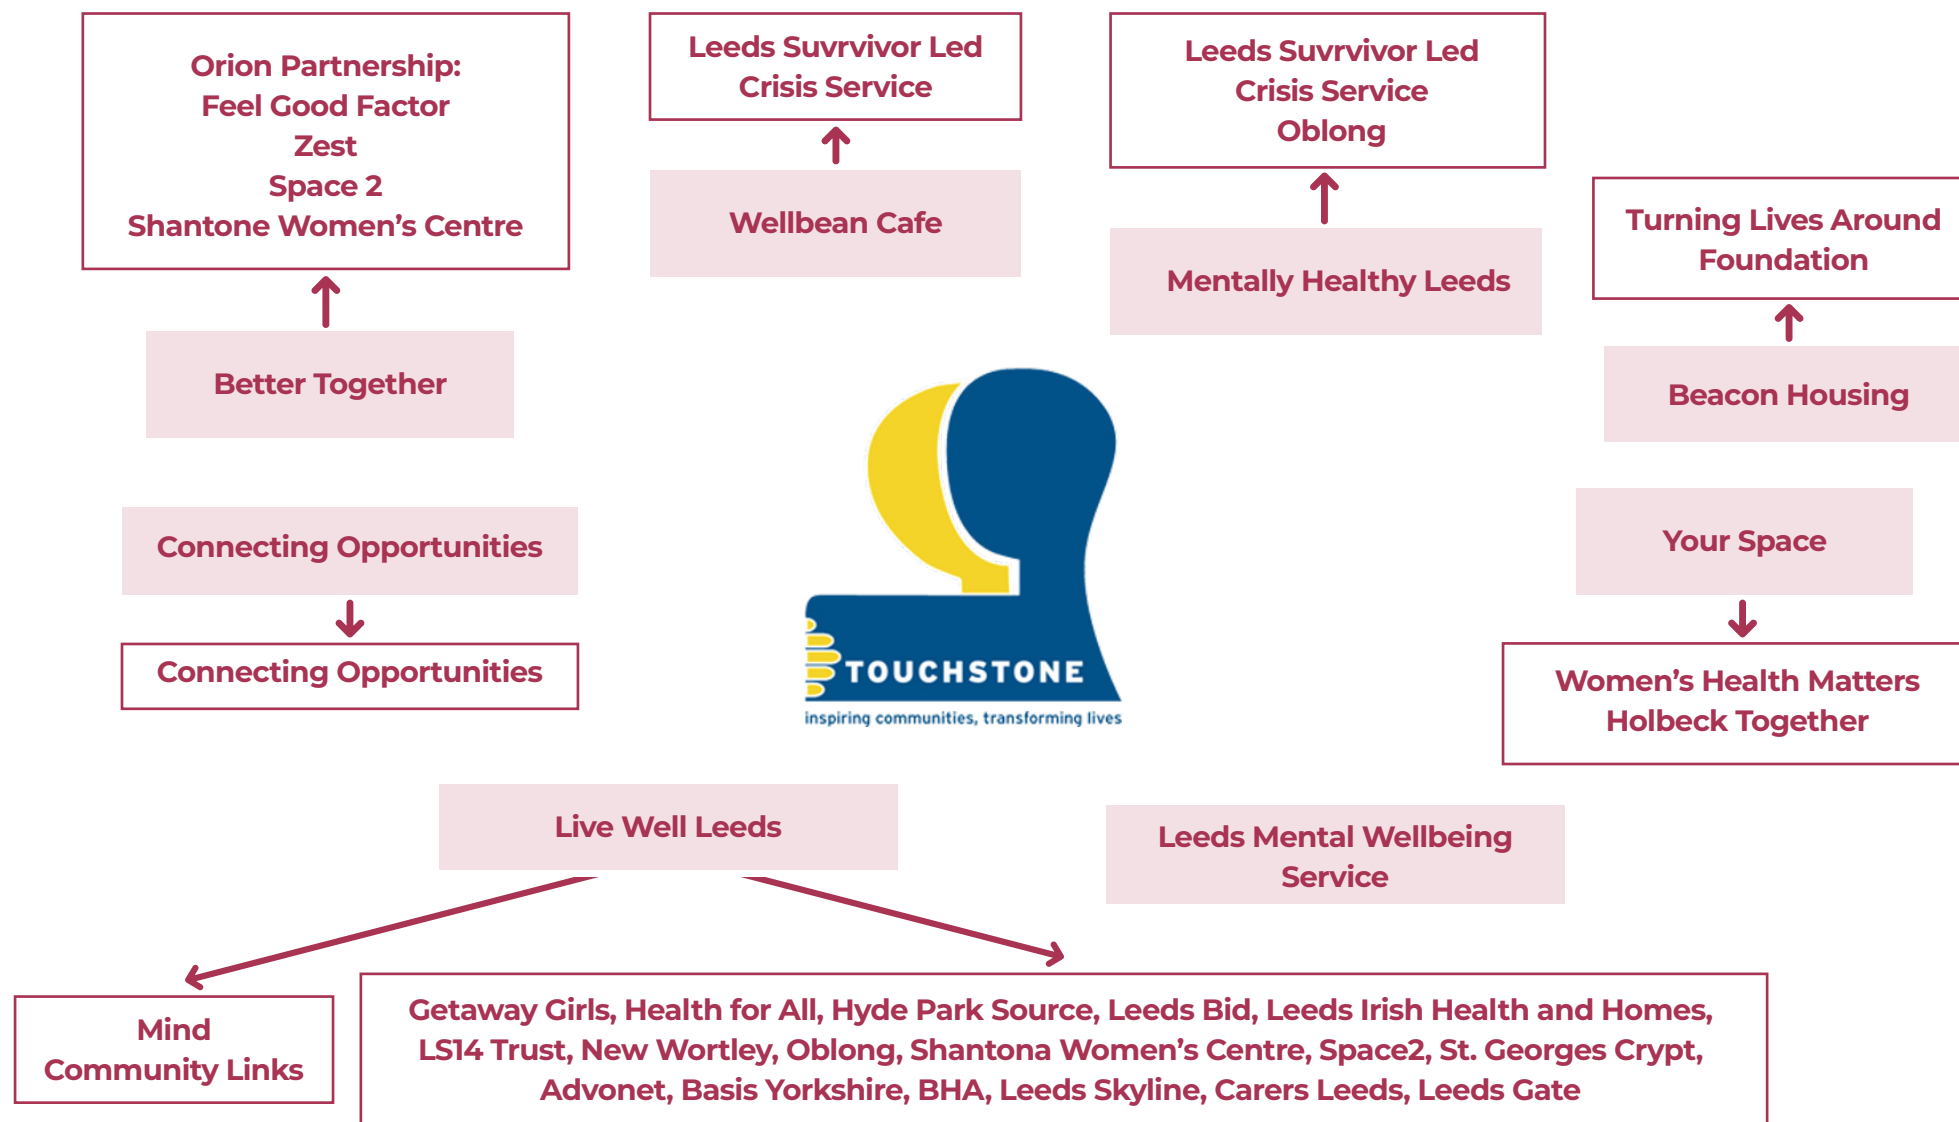 Orion Partnership:
Feel Good Factor
Zest
Space 2
Shantone Women's Centre
Better Together
Leeds Suvrvivor Led
Crisis Service
Wellbean Cafe
Leeds Suvrvivor Led
Crisis Service
Oblong
Mentally Healthy Leeds
Turning Lives Around
Foundation
Beacon Housing
Connecting Opportunities
Connecting Opportunities
TOUCHSTONE
inspiring communities, transforming lives
Your Space
Women's Health Matters
Holbeck Together
Live Well Leeds
Leeds Mental Wellbeing
Service
Mind
Community Links
Getaway Girls, Health for All, Hyde Park Source, Leeds Bid, Leeds Irish Health and Homes,
LS14 Trust, New Wortley, Oblong, Shantona Women's Centre, Space2, St. Georges Crypt,
Advonet, Basis Yorkshire, BHA, Leeds Skyline, Carers Leeds, Leeds Gate